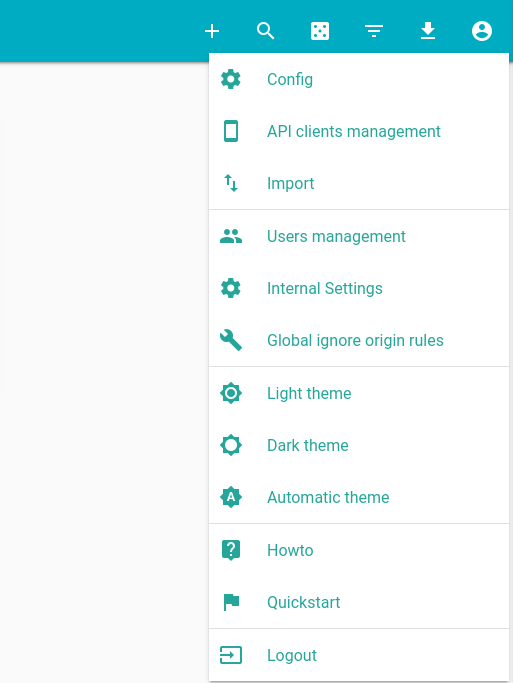 Config
API clients management
Import
Users management
Internal Settings
Global ignore origin rules
Light theme
Dark theme
Automatic theme
Howto
Quickstart
Logout